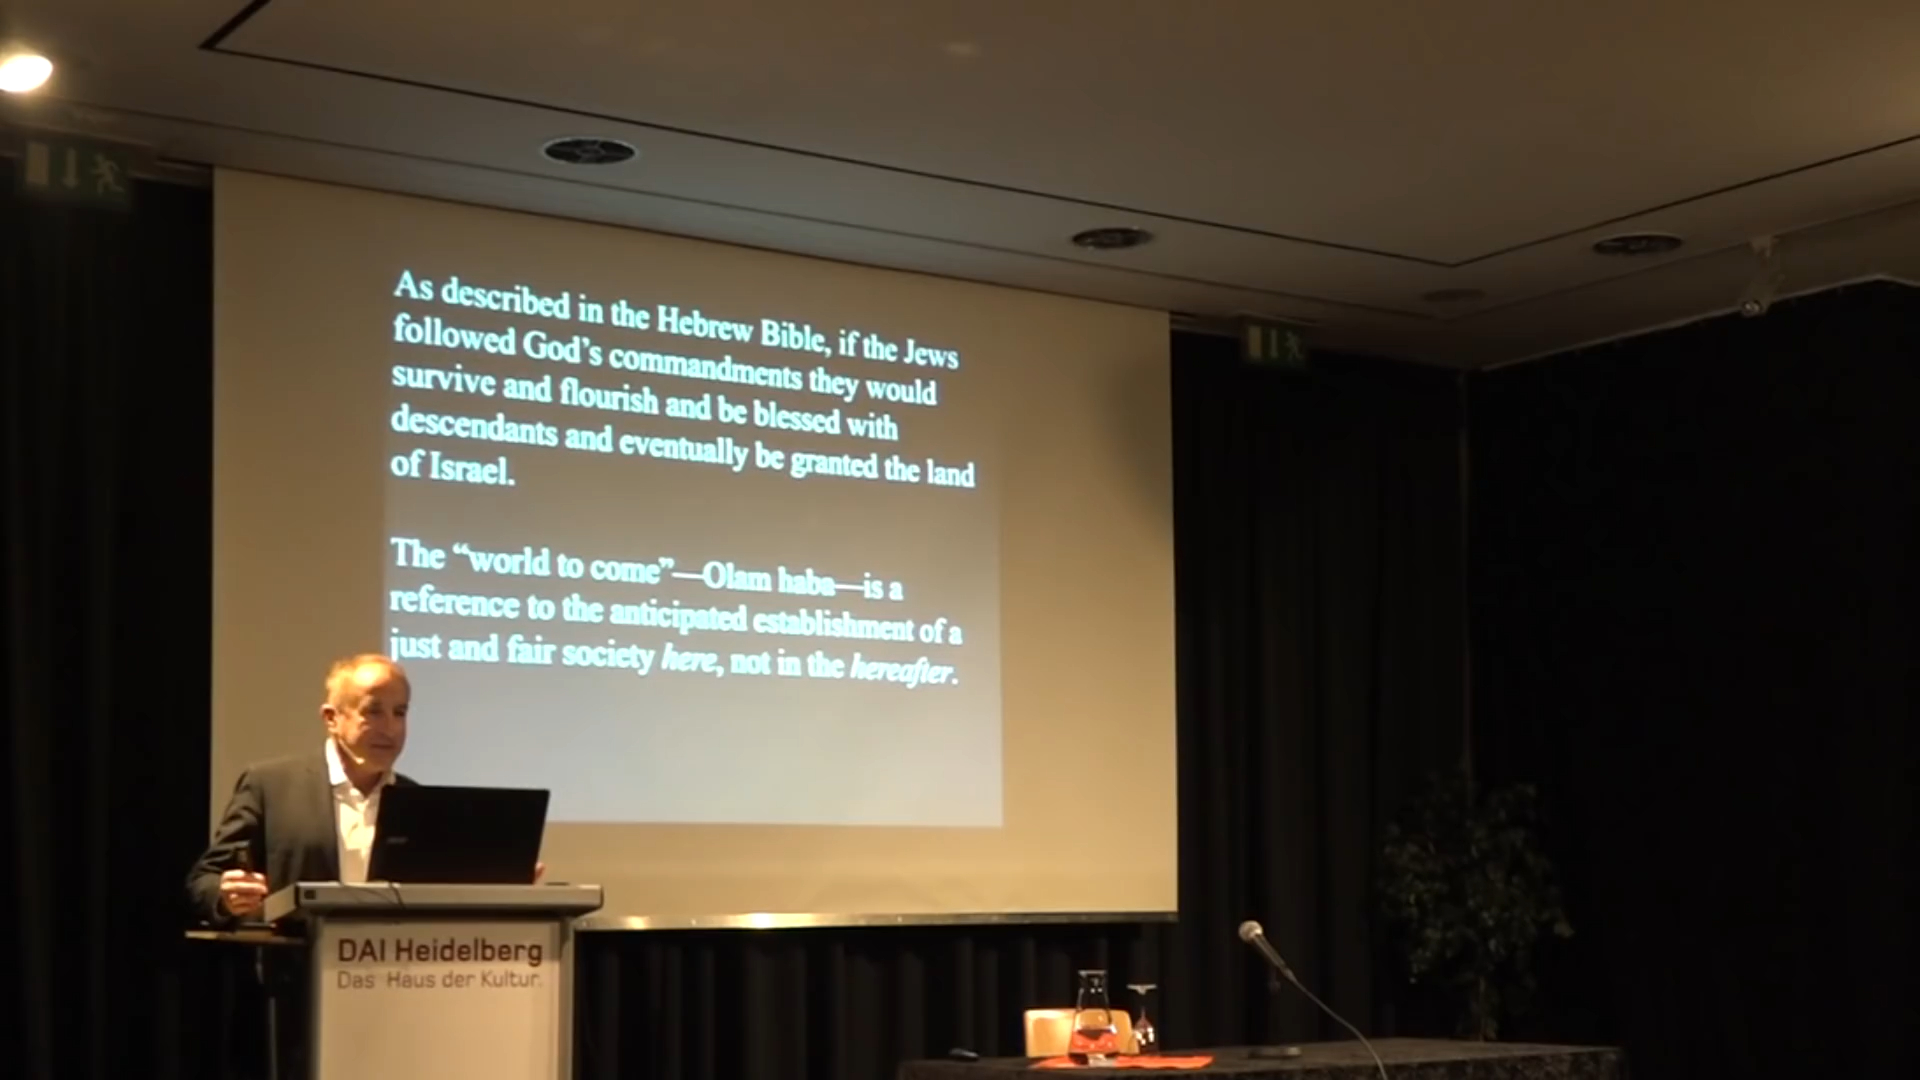 As described in the Hebrew Bible, if the Jews
followed God's commandments they would
survive and flourish and be blessed with
descendants and eventually be granted the land
of Israel.
The “world to come”—Olam haba—is a
reference to the anticipated establishment of a
just and fair society here, not in the hereafter.
DAI Heidelberg
Das Haus der Kultur.